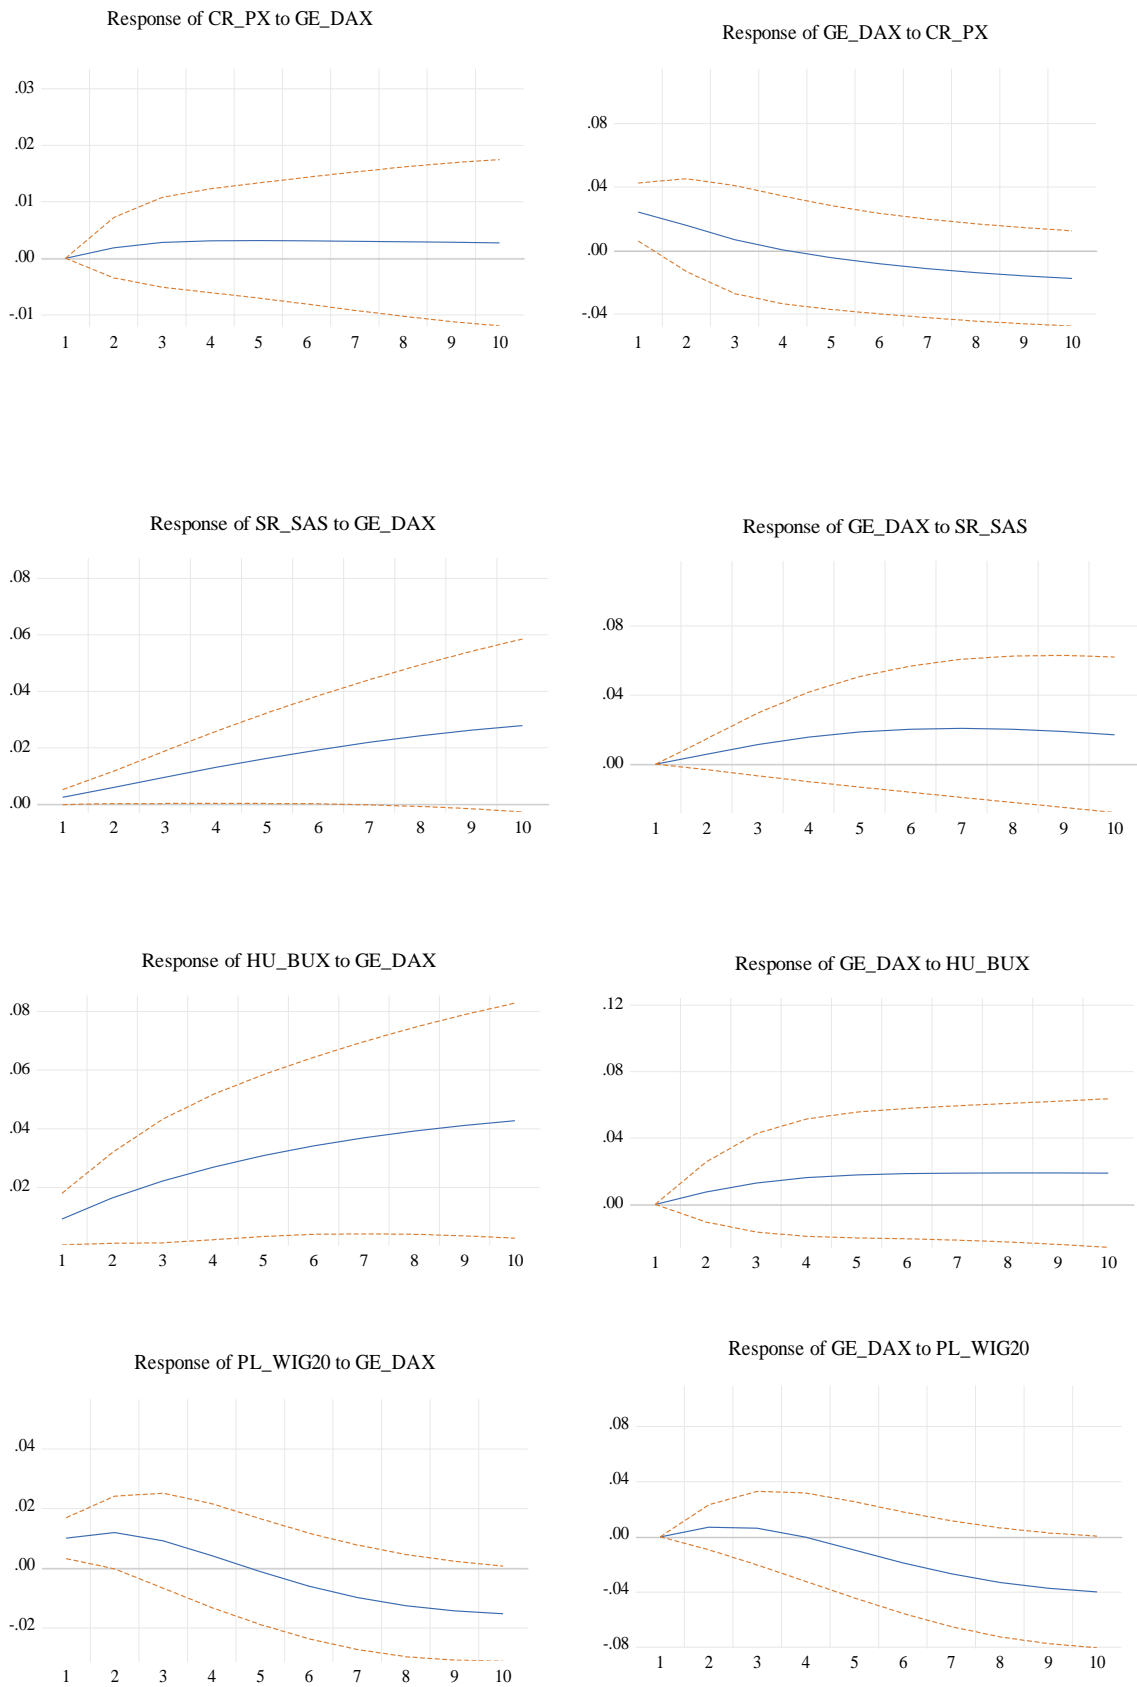 Response of CR_PX to GE_DAX
.03
.02
.01
.00
-.01
1 2 3 4 5 6 7 8 9 10
Response of GE_DAX to CR_PX
.08
.04
.00
-.04
1 2 3 4 5 6 7 8 9 10
Response of SR_SAS to GE_DAX
.08
.06
.04
.02
.00
1 2 3 4 5 6 7 8 9 10
Response of GE_DAX to SR_SAS
.08
.04
.00
1 2 3 4 5 6 7 8 9 10
Response of HU_BUX to GE_DAX
.08
.06
.04
.02
1 2 3 4 5 6 7 8 9 10
Response of GE_DAX to HU_BUX
.12
.08
.04
.00
1 2 3 4 5 6 7 8 9 10
Response of PL_WIG20 to GE_DAX
.04
.02
.00
-.02
1 2 3 4 5 6 7 8 9 10
Response of GE_DAX to PL_WIG20
.08
.04
.00
-.04
-.08
1 2 3 4 5 6 7 8 9 10